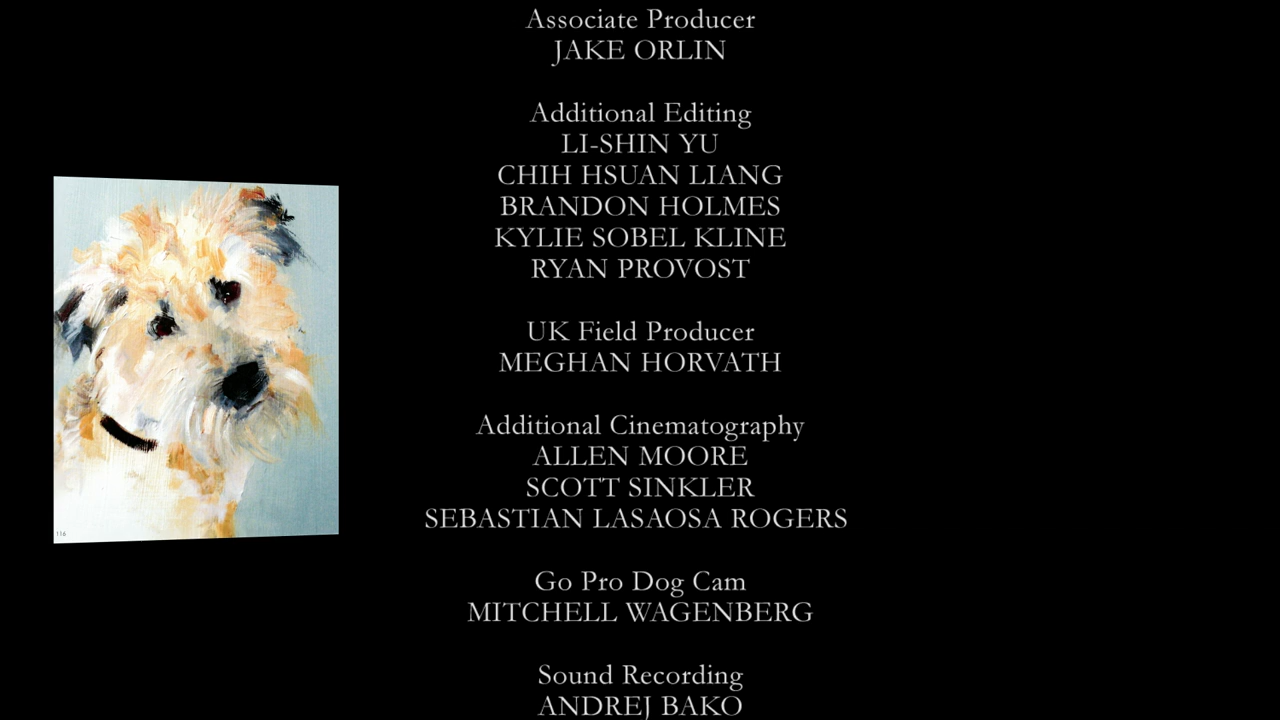 Associate Producer
JAKE ORLIN
Additional Editing
LI-SHIN YU
CHIH HSUAN LIANG
BRANDON HOLMES
KYLIE SOBEL KLINE
RYAN PROVOST
UK Field Producer
MEGHAN HORVATH
Additional Cinematography
ALLEN MOORE
SCOTT SINKLER
SEBASTIAN LASAOSA ROGERS
Go Pro Dog Cam
MITCHELL WAGENBERG
Sound Recording
ANDREJ BAKO
116